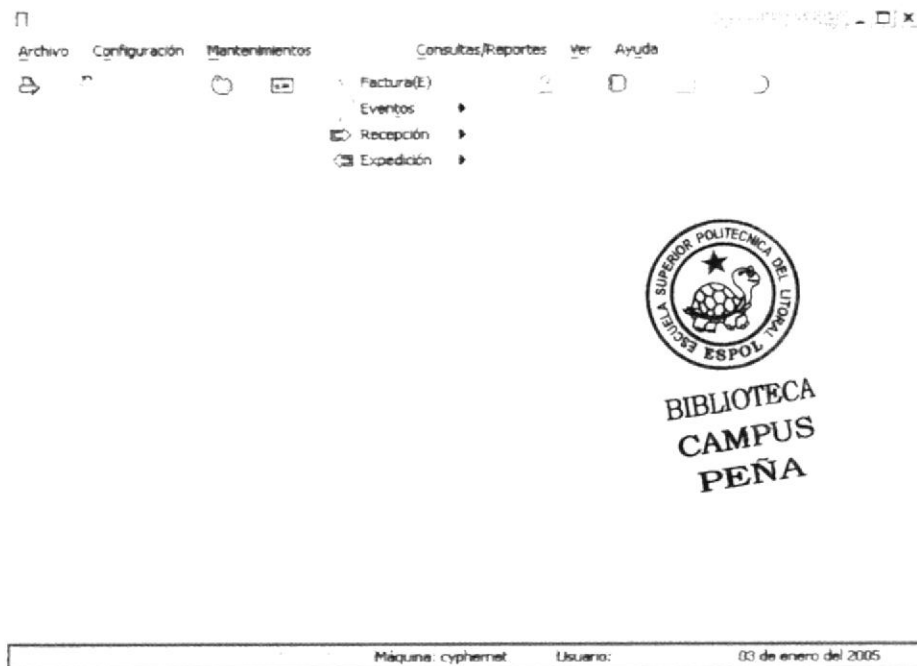 Archivo Configuración Mantenimientos Consultas/Reportes Ver Ayuda
Factura(E)
Eventos
Recepción
Expedición
ESCUELA SUPERIOR POLITECNICA DEL LITORAL
ESPOL
BIBLIOTECA
CAMPUS
PEÑA
Máquina: cyphernet Usuario: 03 de enero del 2005